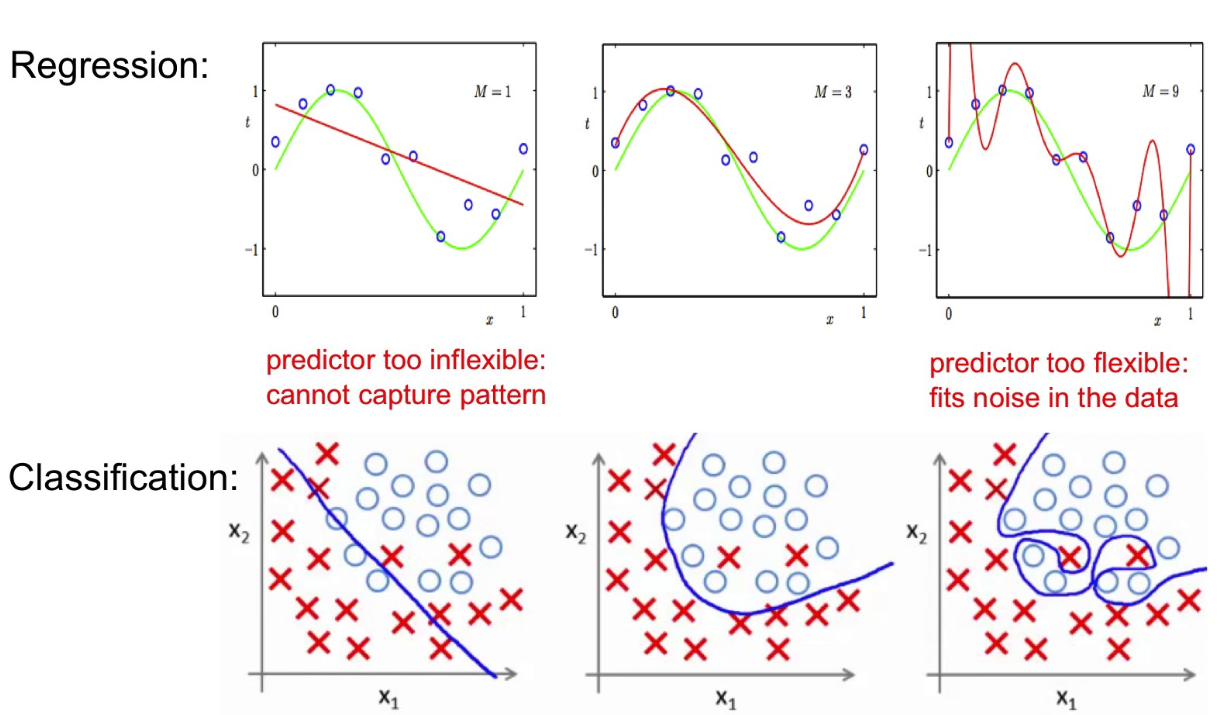 Regression:
M = 1
1
t
0
−1
0
1
x
M = 3
1
t
0
−1
0
1
x
M = 9
1
t
0
−1
0
1
x
predictor too inflexible:
cannot capture pattern
predictor too flexible:
fits noise in the data
Classification:
x₂
x₁
x₂
x₁
x₂
x₁